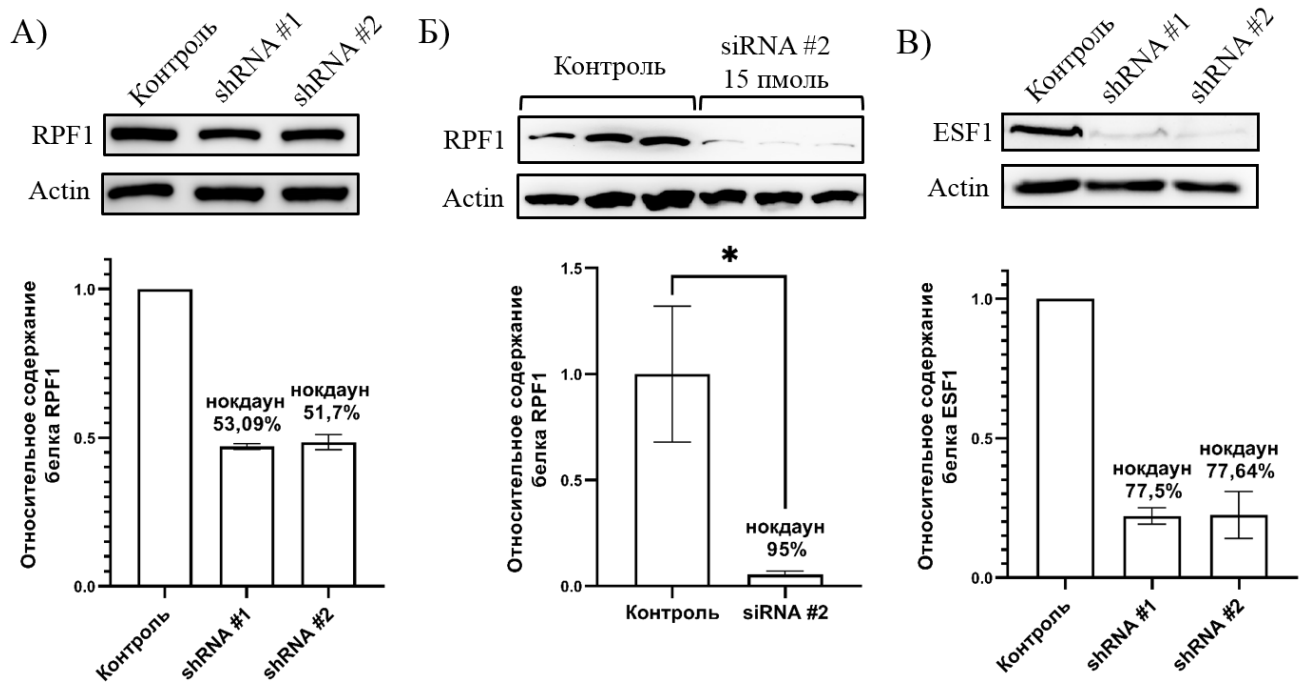 А)
Контроль
shRNA #1
shRNA #2
RPF1
Actin
Относительное содержание
белка RPF1
1.0
0.5
0.0
нокдаун
53,09%
нокдаун
51,7%
Контроль
shRNA #1
shRNA #2
Б)
Контроль
siRNA #2
15 пмоль
RPF1
Actin
Относительное содержание
белка RPF1
1.5
1.0
0.5
0.0
*
нокдаун
95%
Контроль
siRNA #2
В)
Контроль
shRNA #1
shRNA #2
ESF1
Actin
Относительное содержание
белка ESF1
1.0
0.5
0.0
нокдаун
77,5%
нокдаун
77,64%
Контроль
shRNA #1
shRNA #2